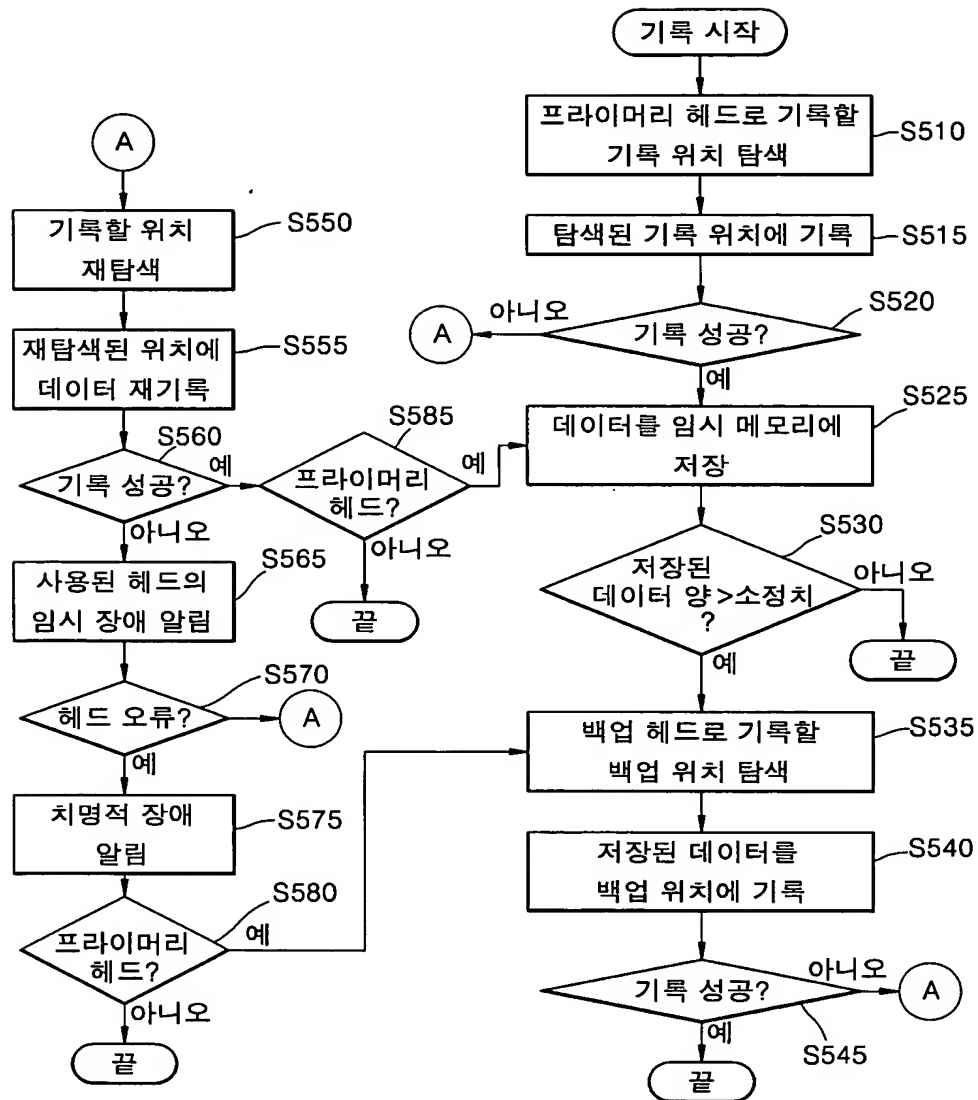 기록 시작
프라이머리 헤드로 기록할
기록 위치 탐색
S510
탐색된 기록 위치에 기록
S515
기록 성공?
S520
아니오
A
예
데이터를 임시 메모리에
저장
S525
저장된
데이터 양>소정치
?
S530
아니오
끝
예
백업 헤드로 기록할
백업 위치 탐색
S535
저장된 데이터를
백업 위치에 기록
S540
기록 성공?
S545
아니오
A
예
끝
A
기록할 위치
재탐색
S550
재탐색된 위치에
데이터 재기록
S555
기록 성공?
S560
예
프라이머리
헤드?
S585
예
아니오
끝
아니오
사용된 헤드의
임시 장애 알림
S565
헤드 오류?
S570
A
예
치명적 장애
알림
S575
프라이머리
헤드?
S580
예
아니오
끝